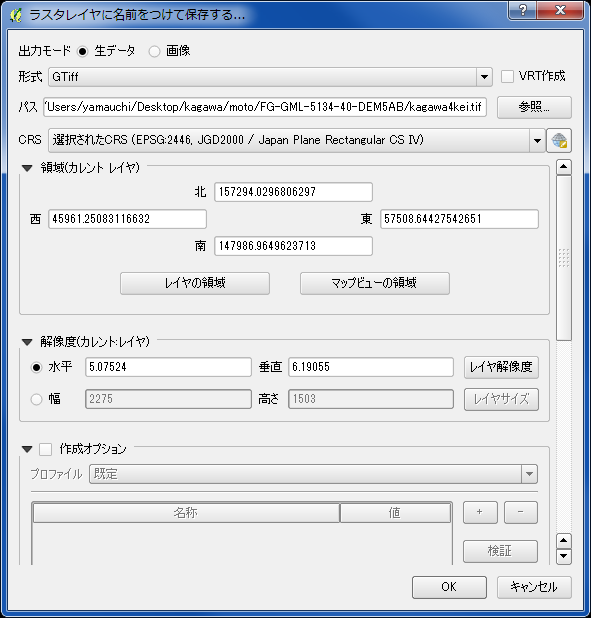 ラスタレイヤに名前をつけて保存する...
出力モード 生データ 画像
形式 GTiff VRT作成
パス 'Users/yamauchi/Desktop/kagawa/moto/FG-GML-5134-40-DEM5AB/kagawa4kei.tif 参照...
CRS 選択されたCRS (EPSG:2446, JGD2000 / Japan Plane Rectangular CS IV)
領域(カレント レイヤ)
北 157294.0296806297
西 45961.25083116632 東 57508.64427542651
南 147986.9649623713
レイヤの領域 マップビューの領域
解像度(カレント:レイヤ)
水平 5.07524 垂直 6.19055 レイヤ解像度
幅 2275 高さ 1503 レイヤサイズ
作成オプション
プロファイル 既定
名称 値 + -
検証
OK キャンセル